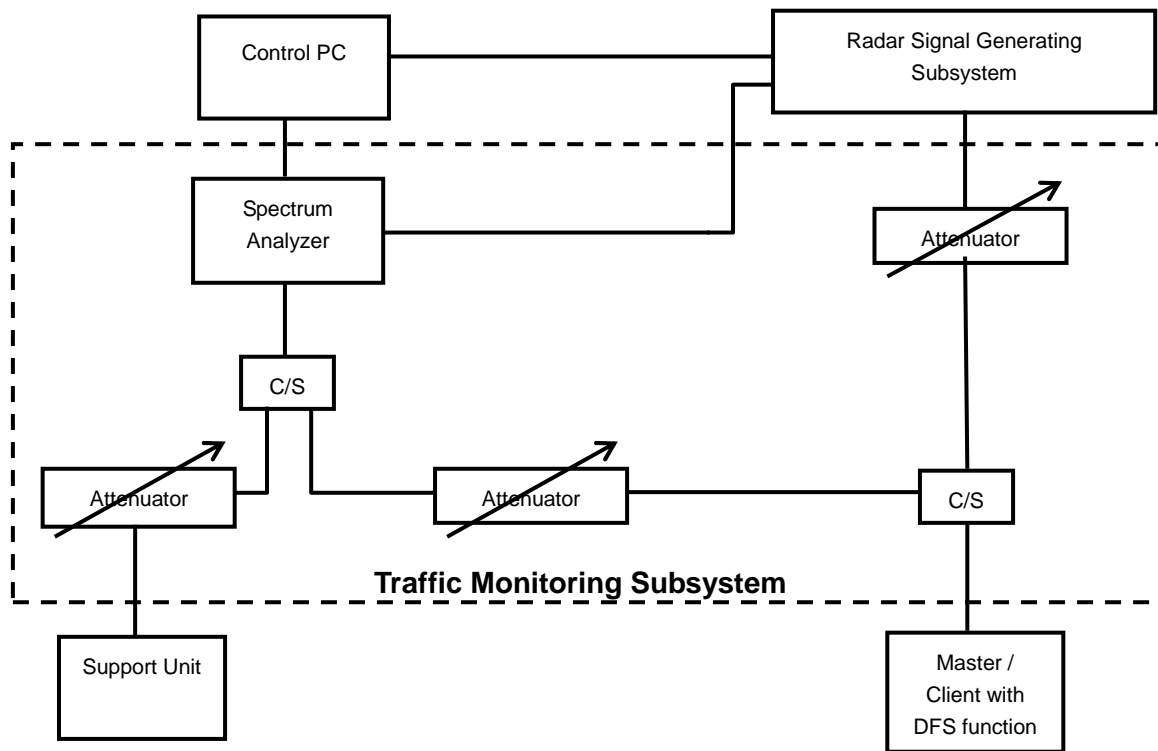 Control PC
Radar Signal Generating
Subsystem
Spectrum
Analyzer
Attenuator
C/S
Attenuator
Attenuator
C/S
Traffic Monitoring Subsystem
Support Unit
Master /
Client with
DFS function